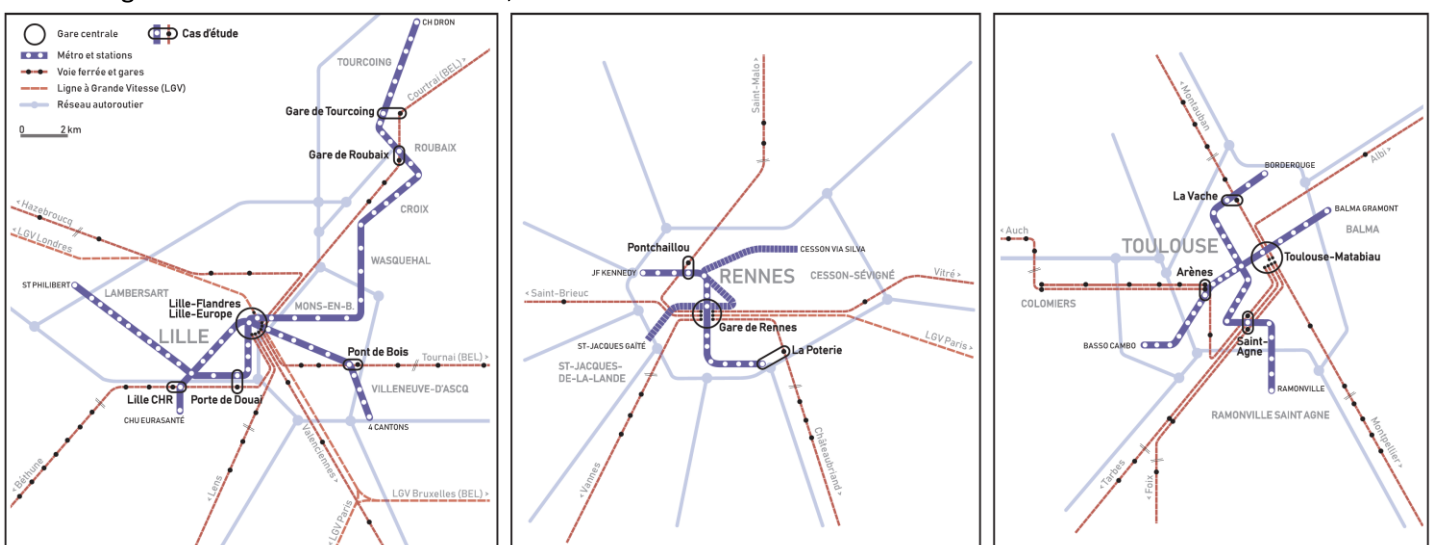 Gare centrale
Cas d'étude
Métro et stations
Voie ferrée et gares
Ligne à Grande Vitesse (LGV)
Réseau autoroutier
0 2 km
CH DRON
TOURCOING
Courtrai (BEL) >
Gare de Tourcoing
Gare de Roubaix
ROUBAIX
CROIX
< Hazebroucq
< LGV Londres
WASQUEHAL
ST PHILIBERT
LAMBERSART
Lille-Flandres
Lille-Europe
MONS-EN-B.
LILLE
Pont de Bois
Tournai (BEL) >
VILLENEUVE-D'ASCQ
Lille CHR
Porte de Douai
CHU EURASANTÉ
4 CANTONS
Valenciennes >
< Béthune
< Lens
< LGV Paris
LGV Bruxelles (BEL) >
Saint-Malo >
Pontchaillou
CESSON VIA SILVA
JF KENNEDY
RENNES
CESSON-SÉVIGNÉ
Vitré >
< Saint-Brieuc
Gare de Rennes
LGV Paris >
ST-JACQUES GAÎTÉ
La Poterie
ST-JACQUES-
DE-LA-LANDE
< Vannes
Châteaubriand >
< Montauban
Albi >
BORDEROUGE
La Vache
BALMA GRAMONT
< Auch
TOULOUSE
BALMA
Toulouse-Matabiau
Arènes
COLOMIERS
BASSO CAMBO
Saint-
Agne
RAMONVILLE
RAMONVILLE SAINT AGNE
Montpellier >
< Tarbes
< Foix